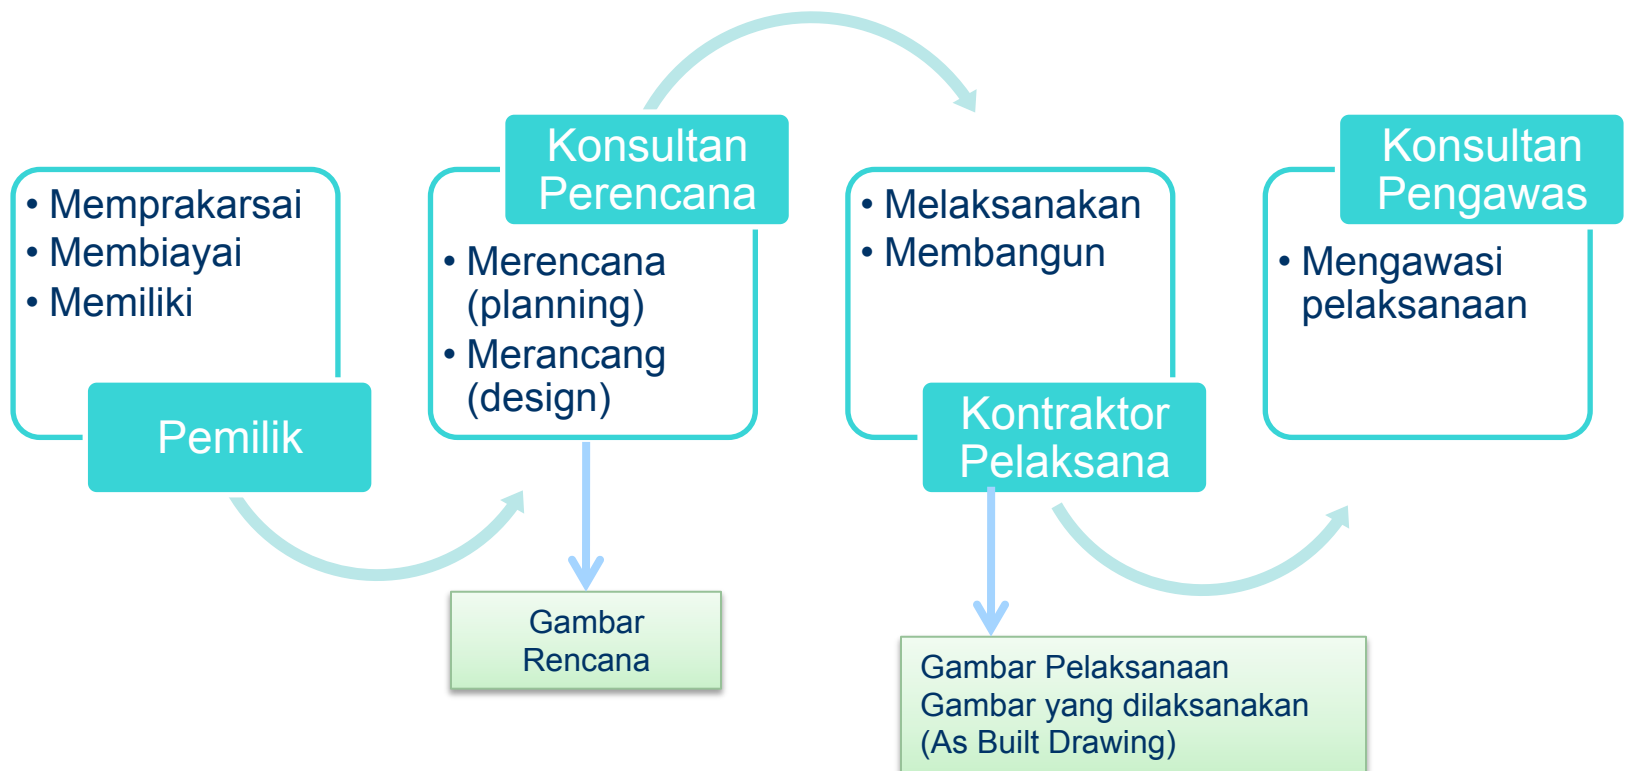 • Memprakarsai
• Membiayai
• Memiliki
Pemilik
Konsultan
Perencana
• Merencana
(planning)
• Merancang
(design)
Gambar
Rencana
• Melaksanakan
• Membangun
Kontraktor
Pelaksana
Gambar Pelaksanaan
Gambar yang dilaksanakan
(As Built Drawing)
Konsultan
Pengawas
• Mengawasi
pelaksanaan